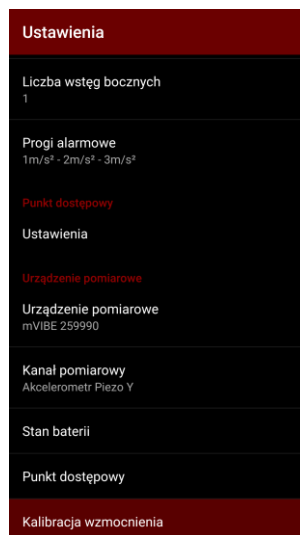 Ustawienia
Liczba wstęg bocznych
1
Progi alarmowe
1m/s² - 2m/s² - 3m/s²
Punkt dostępowy
Ustawienia
Urządzenie pomiarowe
Urządzenie pomiarowe
mVIBE 259990
Kanał pomiarowy
Akcelerometr Piezo Y
Stan baterii
Punkt dostępowy
Kalibracja wzmocnienia